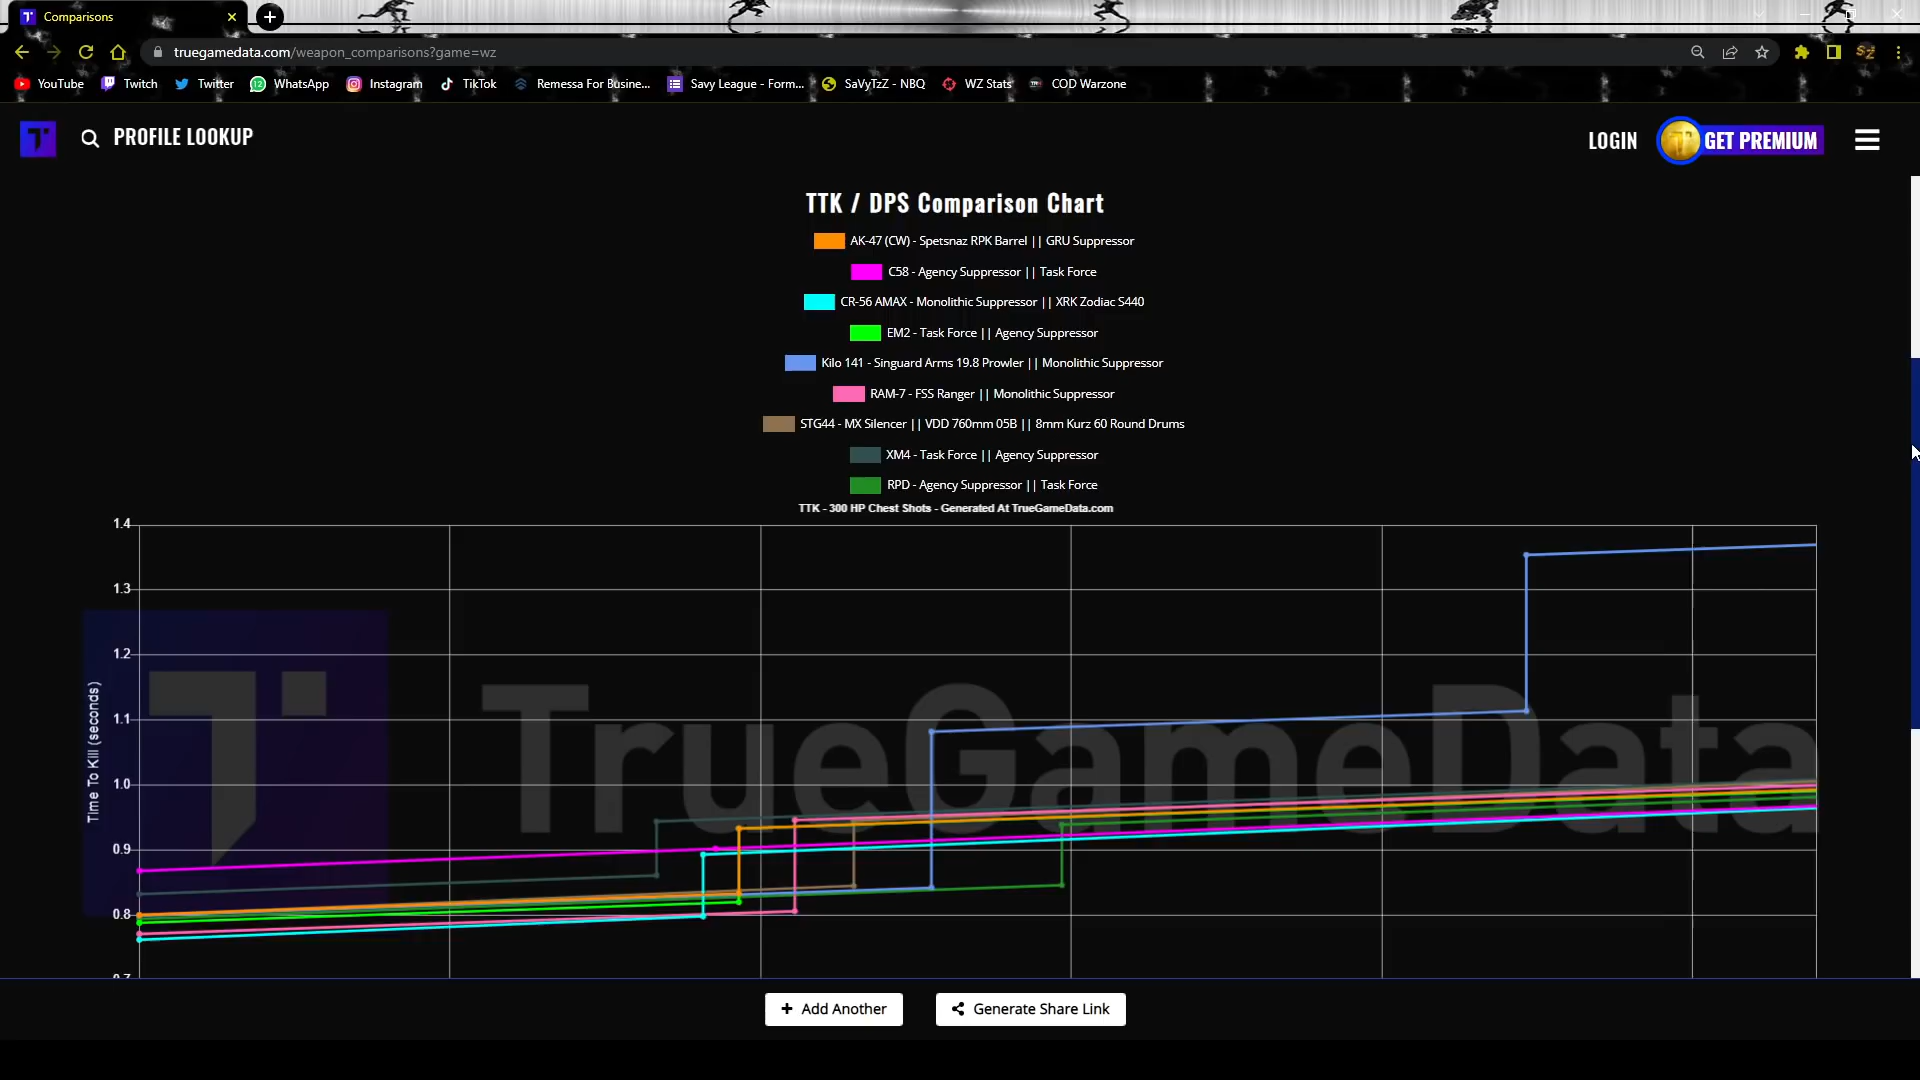 Comparisons
truegamedata.com/weapon_comparisons?game=wz
YouTube Twitch Twitter WhatsApp Instagram TikTok Remessa For Busine... Savy League - Form... SaVyTzZ - NBQ WZ Stats COD Warzone
PROFILE LOOKUP LOGIN GET PREMIUM
TTK / DPS Comparison Chart
AK-47 (CW) - Spetsnaz RPK Barrel || GRU Suppressor
C58 - Agency Suppressor || Task Force
CR-56 AMAX - Monolithic Suppressor || XRK Zodiac S440
EM2 - Task Force || Agency Suppressor
Kilo 141 - Singuard Arms 19.8 Prowler || Monolithic Suppressor
RAM-7 - FSS Ranger || Monolithic Suppressor
STG44 - MX Silencer || VDD 760mm 05B || 8mm Kurz 60 Round Drums
XM4 - Task Force || Agency Suppressor
RPD - Agency Suppressor || Task Force
TTK - 300 HP Chest Shots - Generated At TrueGameData.com
1.4
1.3
1.2
1.1
1.0
0.9
0.8
0.7
Time To Kill (seconds)
TrueGameData
Add Another Generate Share Link